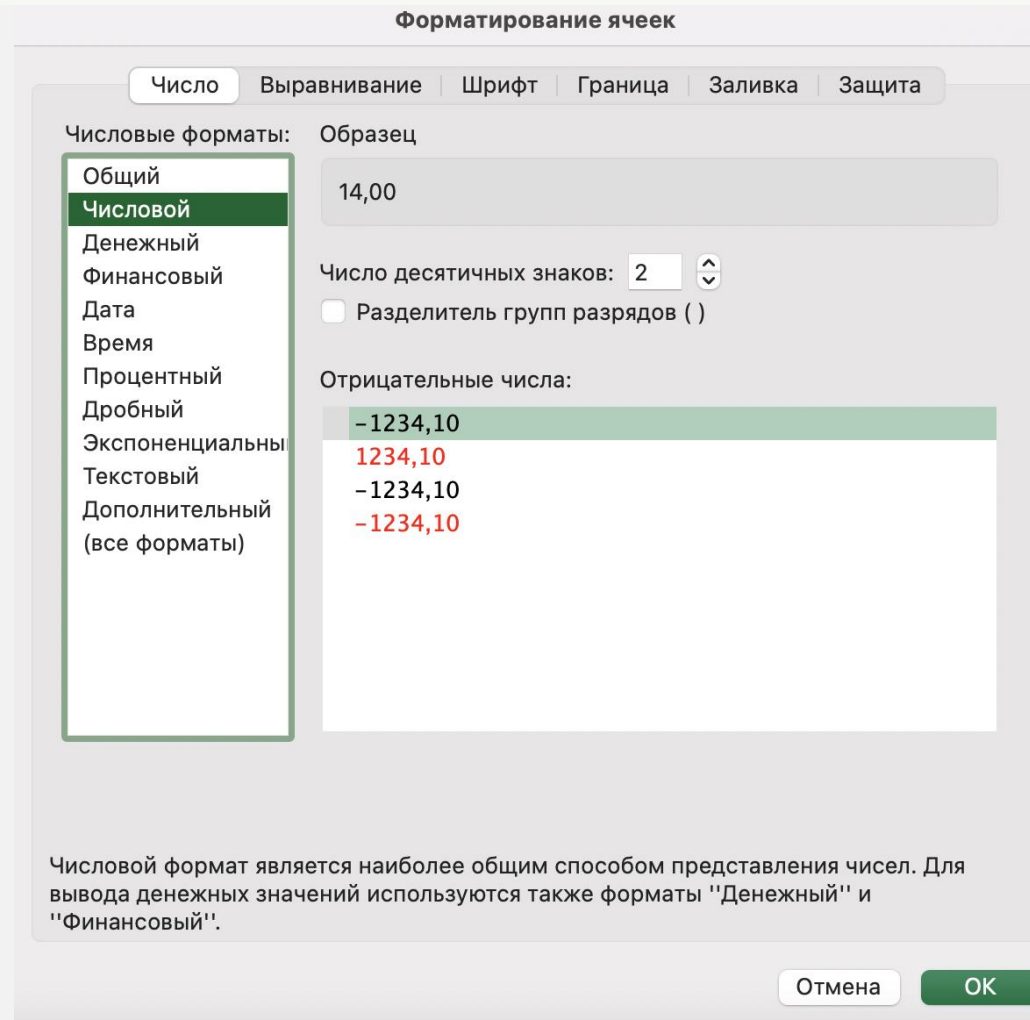 Форматирование ячеек
Число Выравнивание Шрифт Граница Заливка Защита
Числовые форматы:
Общий
Числовой
Денежный
Финансовый
Дата
Время
Процентный
Дробный
Экспоненциальны
Текстовый
Дополнительный
(все форматы)
Образец
14,00
Число десятичных знаков: 2
Разделитель групп разрядов ( )
Отрицательные числа:
-1234,10
1234,10
-1234,10
-1234,10
Числовой формат является наиболее общим способом представления чисел. Для
вывода денежных значений используются также форматы ''Денежный'' и
''Финансовый''.
Отмена OK